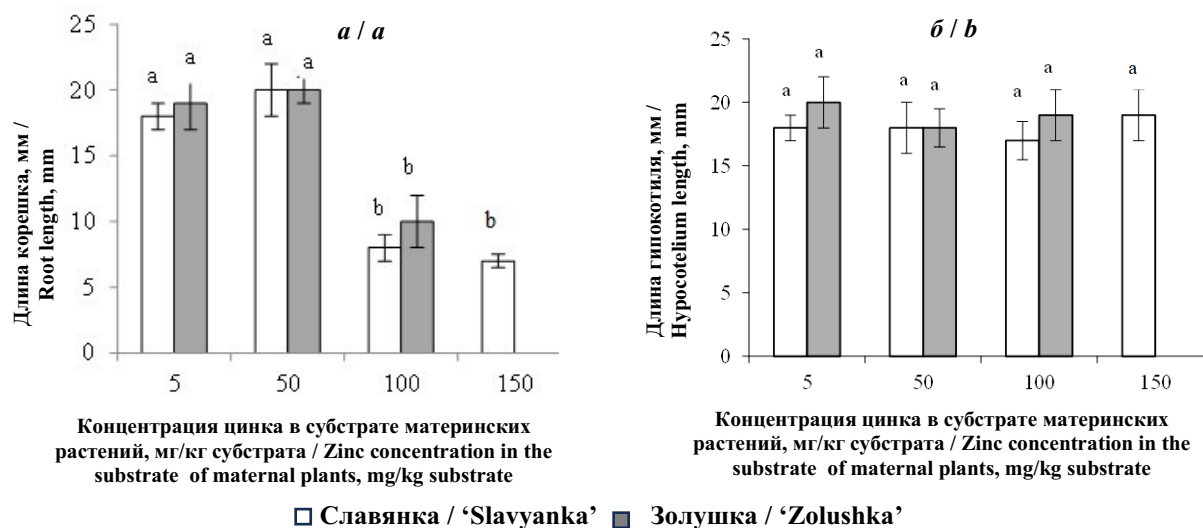 а / a
Длина корешка, мм /
Root length, mm
25
20
15
10
5
0
a a a a b b b
5 50 100 150
Концентрация цинка в субстрате материнских
растений, мг/кг субстрата / Zinc concentration in the
substrate of maternal plants, mg/kg substrate
б / b
Длина гипокотиля, мм /
Hypocotelium length, mm
25
20
15
10
5
0
a a a a a a a
5 50 100 150
Концентрация цинка в субстрате материнских
растений, мг/кг субстрата / Zinc concentration in the
substrate of maternal plants, mg/kg substrate
Славянка / ‘Slavyanka’ Золушка / ‘Zolushka’